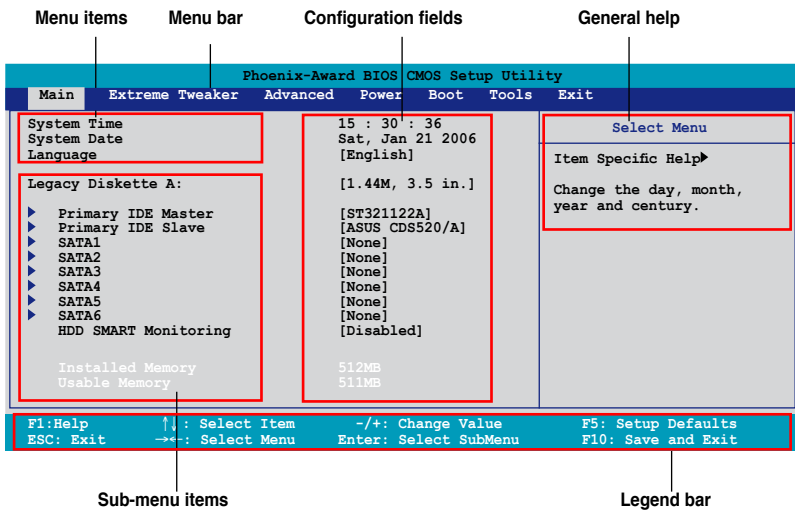 Menu items Menu bar Configuration fields General help
Phoenix-Award BIOS CMOS Setup Utility
Main Extreme Tweaker Advanced Power Boot Tools Exit
System Time 15 : 30 : 36
System Date Sat, Jan 21 2006
Language [English]
Legacy Diskette A: [1.44M, 3.5 in.]
Primary IDE Master [ST321122A]
Primary IDE Slave [ASUS CDS520/A]
SATA1 [None]
SATA2 [None]
SATA3 [None]
SATA4 [None]
SATA5 [None]
SATA6 [None]
HDD SMART Monitoring [Disabled]
Installed Memory 512MB
Usable Memory 511MB
Select Menu
Item Specific Help▶
Change the day, month,
year and century.
F1:Help ↑↓: Select Item -/+: Change Value F5: Setup Defaults
ESC: Exit →←: Select Menu Enter: Select SubMenu F10: Save and Exit
Sub-menu items Legend bar